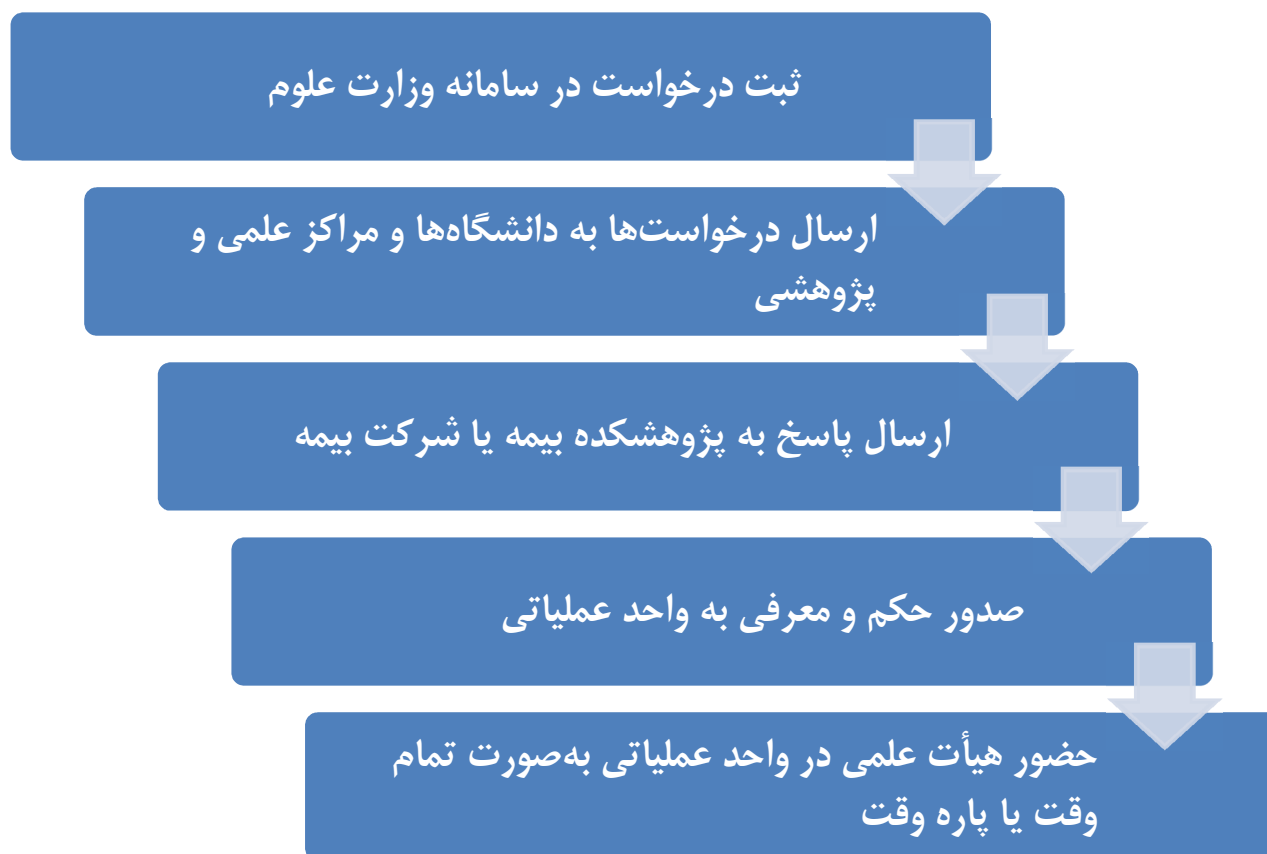 ثبت درخواست در سامانه وزارت علوم
ارسال درخواست‌ها به دانشگاه‌ها و مراکز علمی و
پژوهشی
ارسال پاسخ به پژوهشکده بیمه یا شرکت بیمه
صدور حکم و معرفی به واحد عملیاتی
حضور هیأت علمی در واحد عملیاتی به‌صورت تمام
وقت یا پاره وقت